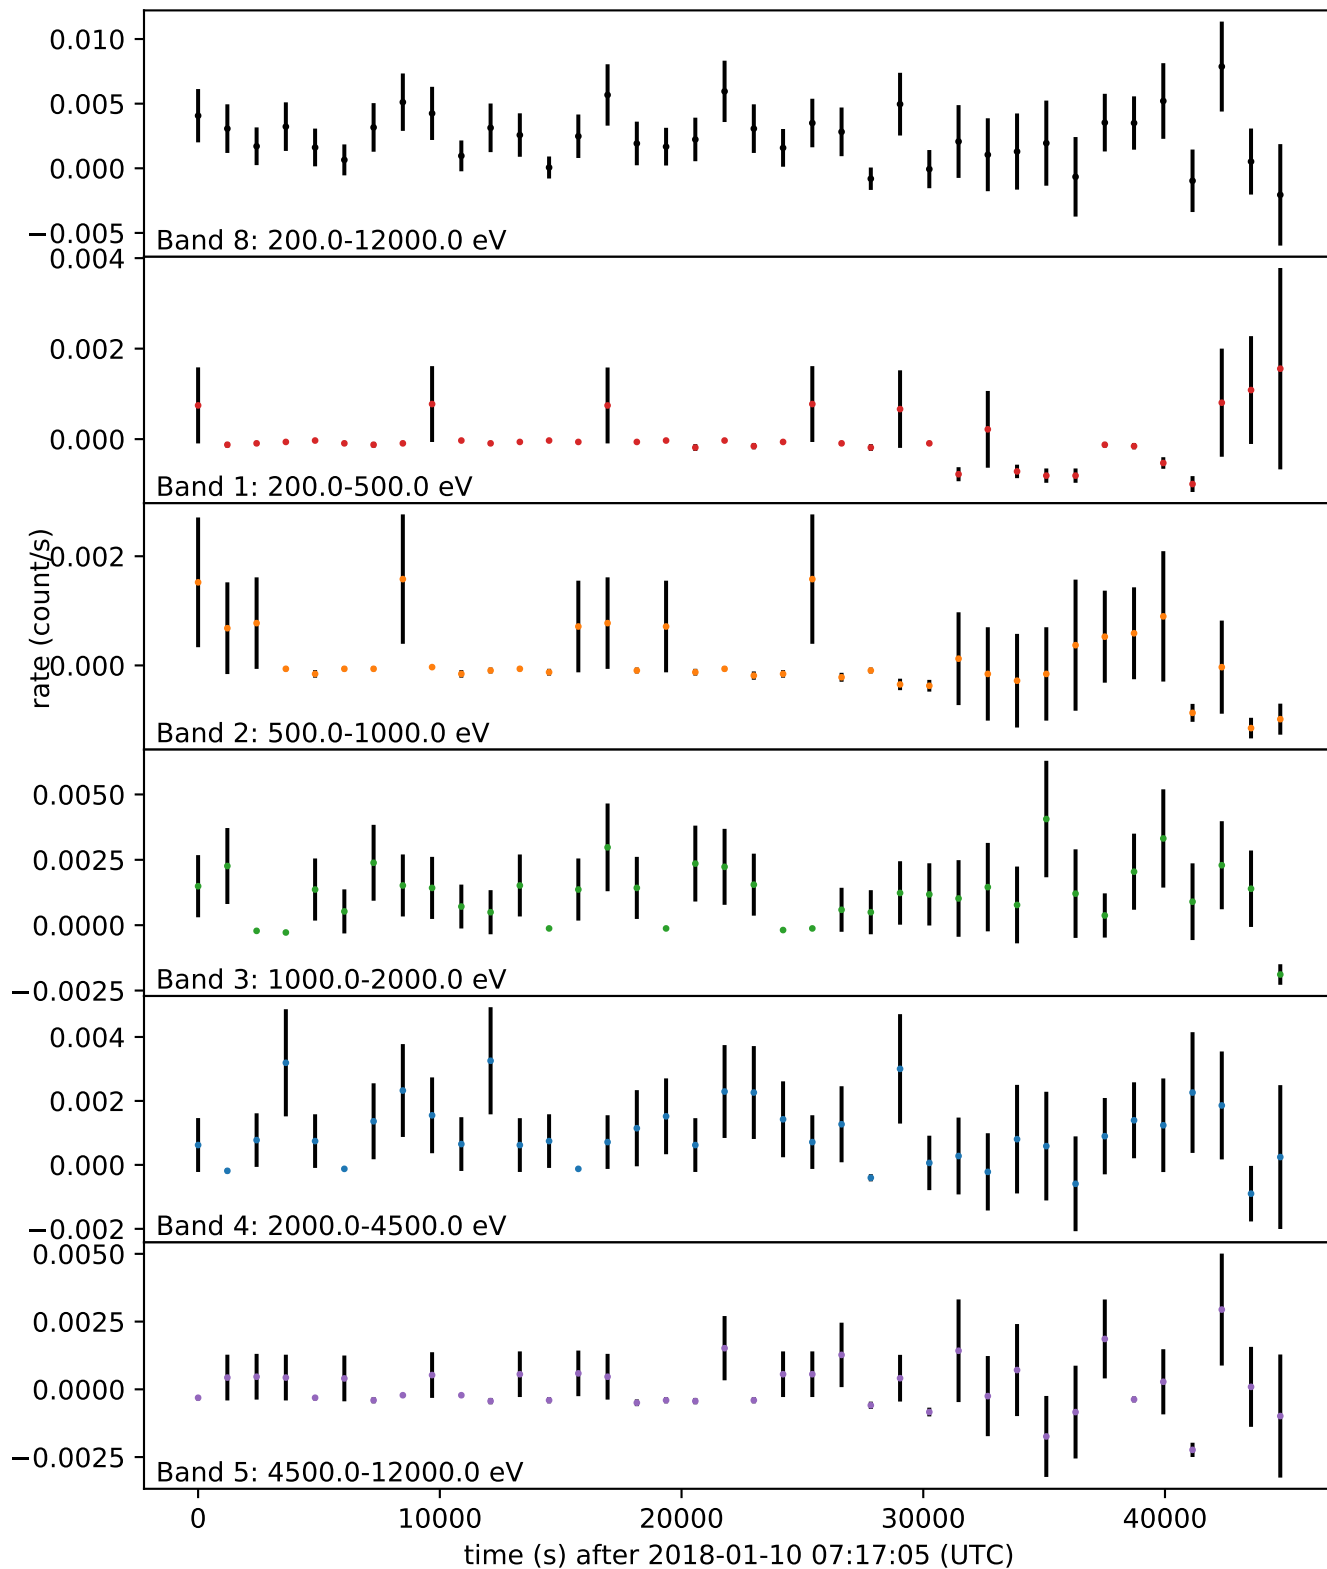 0.010
0.005
0.000
−0.005
Band 8: 200.0-12000.0 eV
0.004
0.002
0.000
Band 1: 200.0-500.0 eV
rate (count/s)
0.002
0.000
Band 2: 500.0-1000.0 eV
0.0050
0.0025
0.0000
−0.0025
Band 3: 1000.0-2000.0 eV
0.004
0.002
0.000
−0.002
Band 4: 2000.0-4500.0 eV
0.0050
0.0025
0.0000
−0.0025
Band 5: 4500.0-12000.0 eV
0 10000 20000 30000 40000
time (s) after 2018-01-10 07:17:05 (UTC)